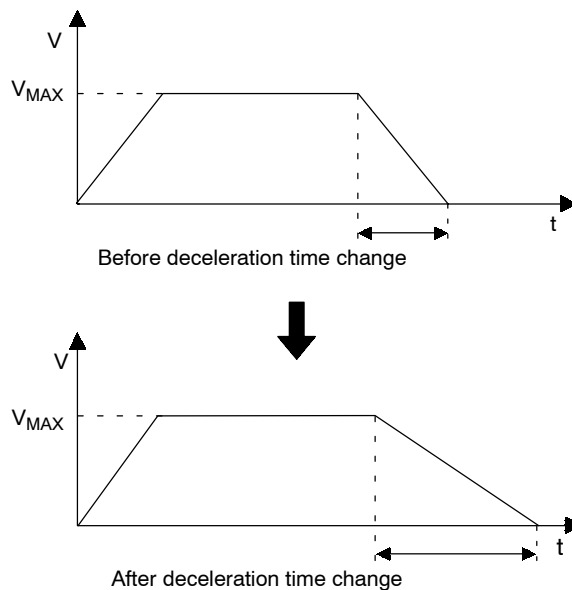 V
VMAX
t
Before deceleration time change
V
VMAX
t
After deceleration time change